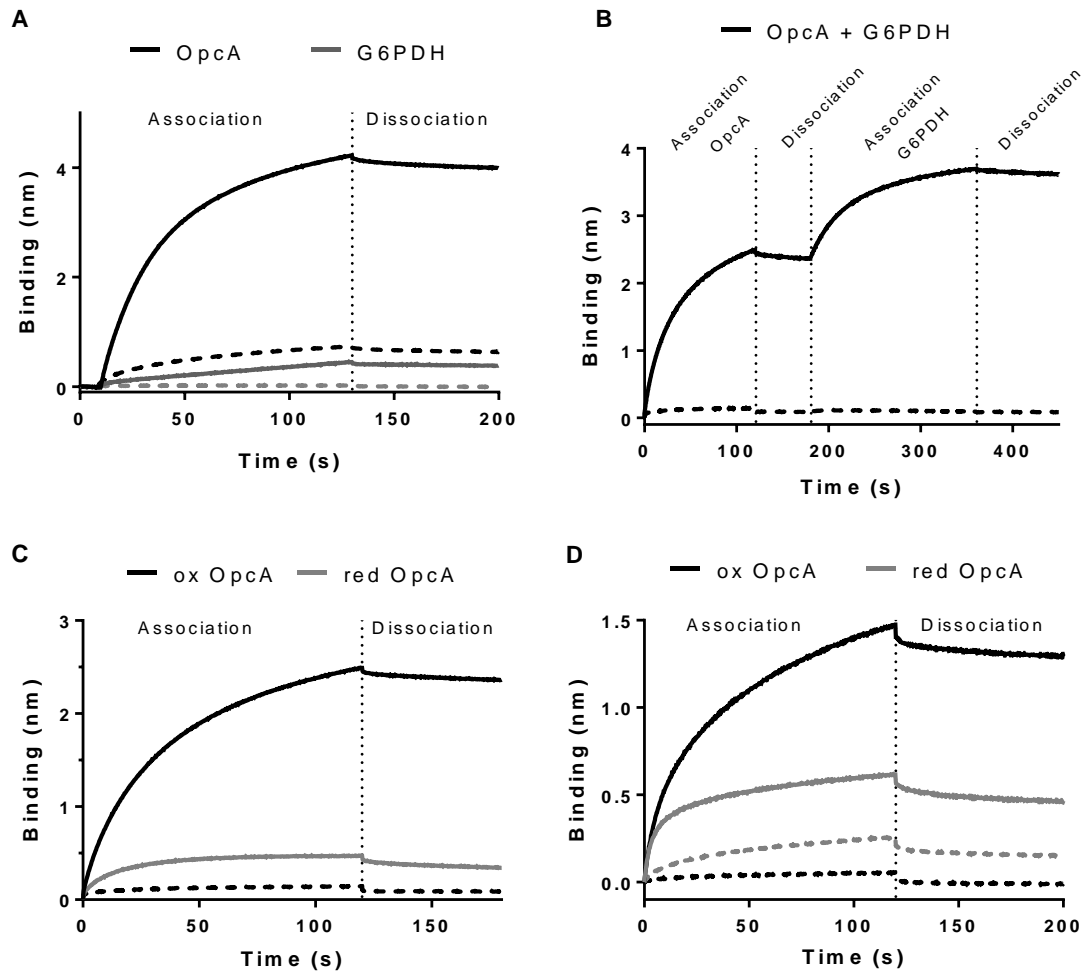 A
OpcA G6PDH
Association Dissociation
Binding (nm)
4
2
0
0 50 100 150 200
Time (s)
B
OpcA + G6PDH
Association
OpcA
Dissociation
Association
G6PDH
Dissociation
Binding (nm)
4
3
2
1
0
0 100 200 300 400
Time (s)
C
ox OpcA red OpcA
Association Dissociation
Binding (nm)
3
2
1
0
0 50 100 150
Time (s)
D
ox OpcA red OpcA
Association Dissociation
Binding (nm)
1.5
1.0
0.5
0.0
0 50 100 150 200
Time (s)